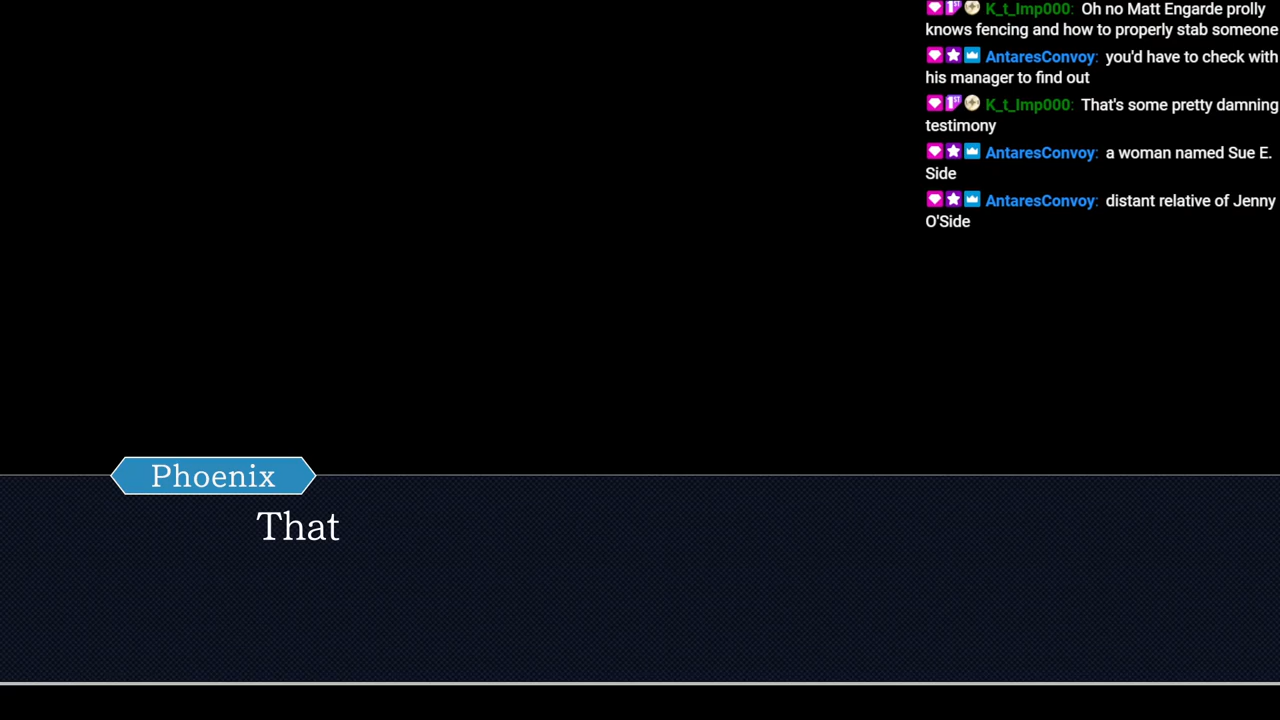 K_t_Imp000: Oh no Matt Engarde prolly
knows fencing and how to properly stab someone
AntaresConvoy: you'd have to check with
his manager to find out
K_t_Imp000: That's some pretty damning
testimony
AntaresConvoy: a woman named Sue E.
Side
AntaresConvoy: distant relative of Jenny
O'Side
Phoenix
That